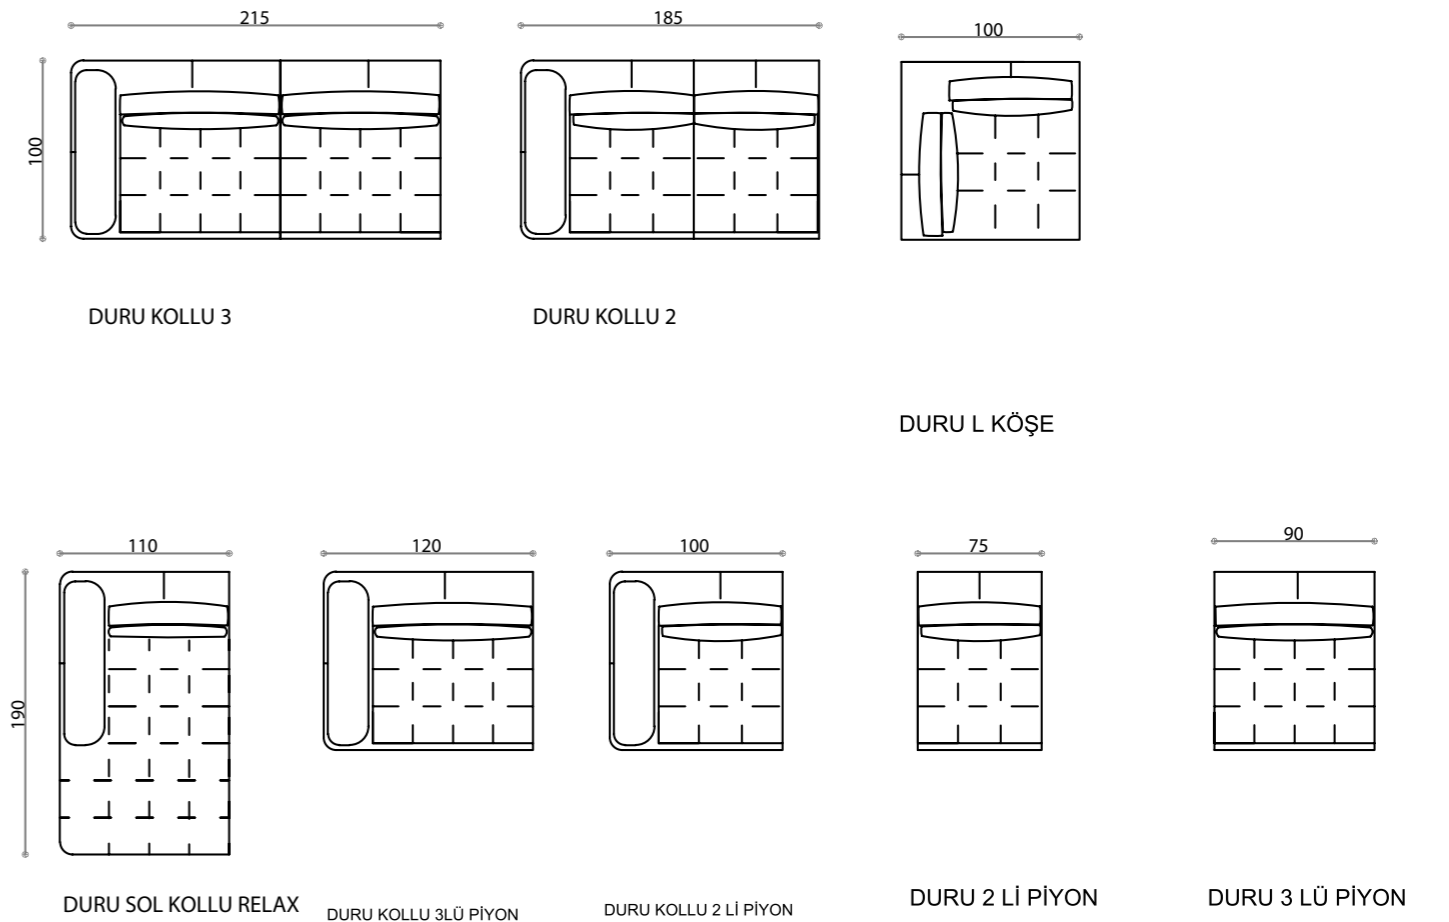 215
185
100
100
DURU KOLLU 3
DURU KOLLU 2
DURU L KÖŞE
110
120
100
75
90
190
DURU SOL KOLLU RELAX
DURU KOLLU 3LÜ PİYON
DURU KOLLU 2 Lİ PİYON
DURU 2 Lİ PİYON
DURU 3 LÜ PİYON